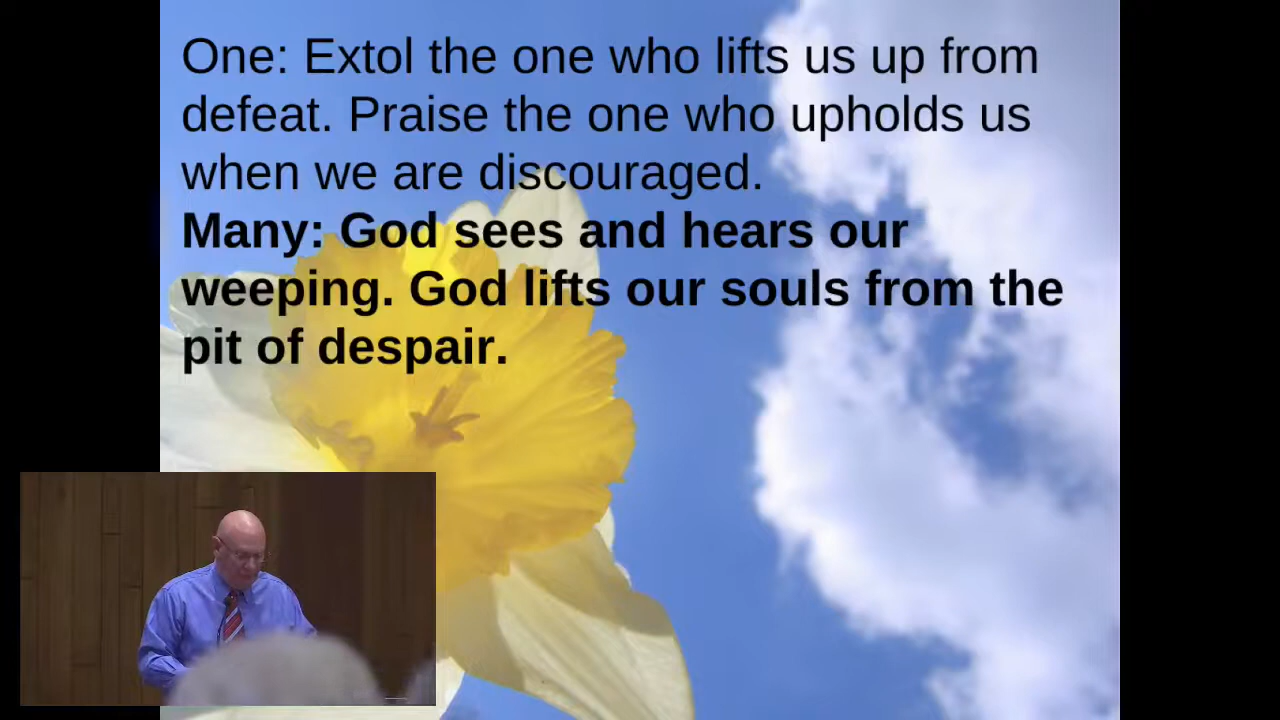 One: Extol the one who lifts us up from
defeat. Praise the one who upholds us
when we are discouraged.
Many: God sees and hears our
weeping. God lifts our souls from the
pit of despair.